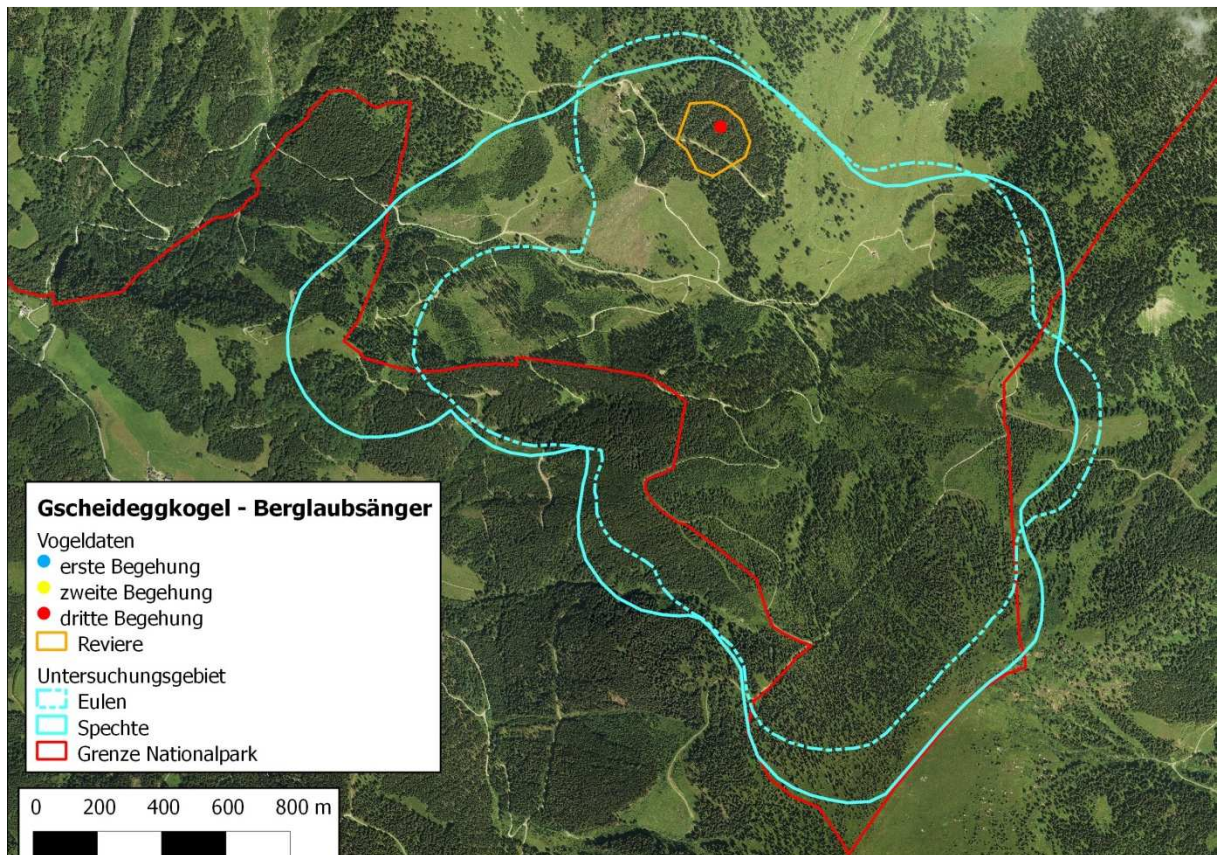 Gscheideggkogel - Berglaubsänger
Vogeldaten
erste Begehung
zweite Begehung
dritte Begehung
Reviere
Untersuchungsgebiet
Eulen
Spechte
Grenze Nationalpark
0 200 400 600 800 m